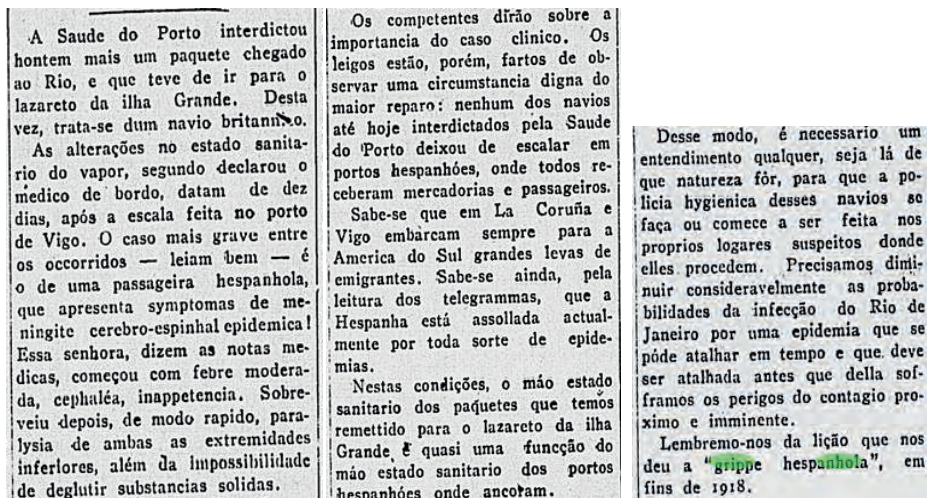 A Saude do Porto interdictou
hontem mais um paquete chegado
ao Rio, e que teve de ir para o
lazareto da ilha Grande. Desta
vez, trata-se dum navio britannico.
As alterações no estado sanita-
rio do vapor, segundo declarou o
medico de bordo, datam de dez
dias, após a escala feita no porto
de Vigo. O caso mais grave entre
os occorridos — leiam bem — é
o de uma passageira hespanhola,
que apresenta symptomas de me-
ningite cerebro-espinhal epidemica!
Essa senhora, dizem as notas me-
dicas, começou com febre modera-
da, cephaléa, inappetencia. Sobre-
veiu depois, de modo rapido, para-
lysia de ambas as extremidades
inferiores, além da impossibilidade
de deglutir substancias solidas.
Os competentes dirão sobre a
importancia do caso clinico. Os
leigos estão, porém, fartos de ob-
servar uma circumstancia digna do
maior reparo: nenhum dos navios
até hoje interdictados pela Saude
do Porto deixou de escalar em
portos hespanhóes, onde todos re-
ceberam mercadorias e passageiros.
Sabe-se que em La Coruña e
Vigo embarcam sempre para a
America do Sul grandes levas de
emigrantes. Sabe-se ainda, pela
leitura dos telegrammas, que a
Hespanha está assollada actual-
mente por toda sorte de epide-
mias.
Nestas condições, o máo estado
sanitario dos paquetes que temos
remettido para o lazareto da ilha
Grande é quasi uma funcção do
máo estado sanitario dos portos
hespanhóes onde ancoram.
Desse modo, é necessario um
entendimento qualquer, seja lá de
que natureza fôr, para que a po-
licia hygienica desses navios se
faça ou comece a ser feita nos
proprios logares suspeitos donde
elles procedem. Precisamos dimi-
nuir consideravelmente as proba-
bilidades da infecção do Rio de
Janeiro por uma epidemia que se
póde atalhar em tempo e que deve
ser atalhada antes que della sof-
framos os perigos do contagio pro-
ximo e imminente.
Lembremo-nos da lição que nos
deu a "grippe hespanhola", em
fins de 1918.